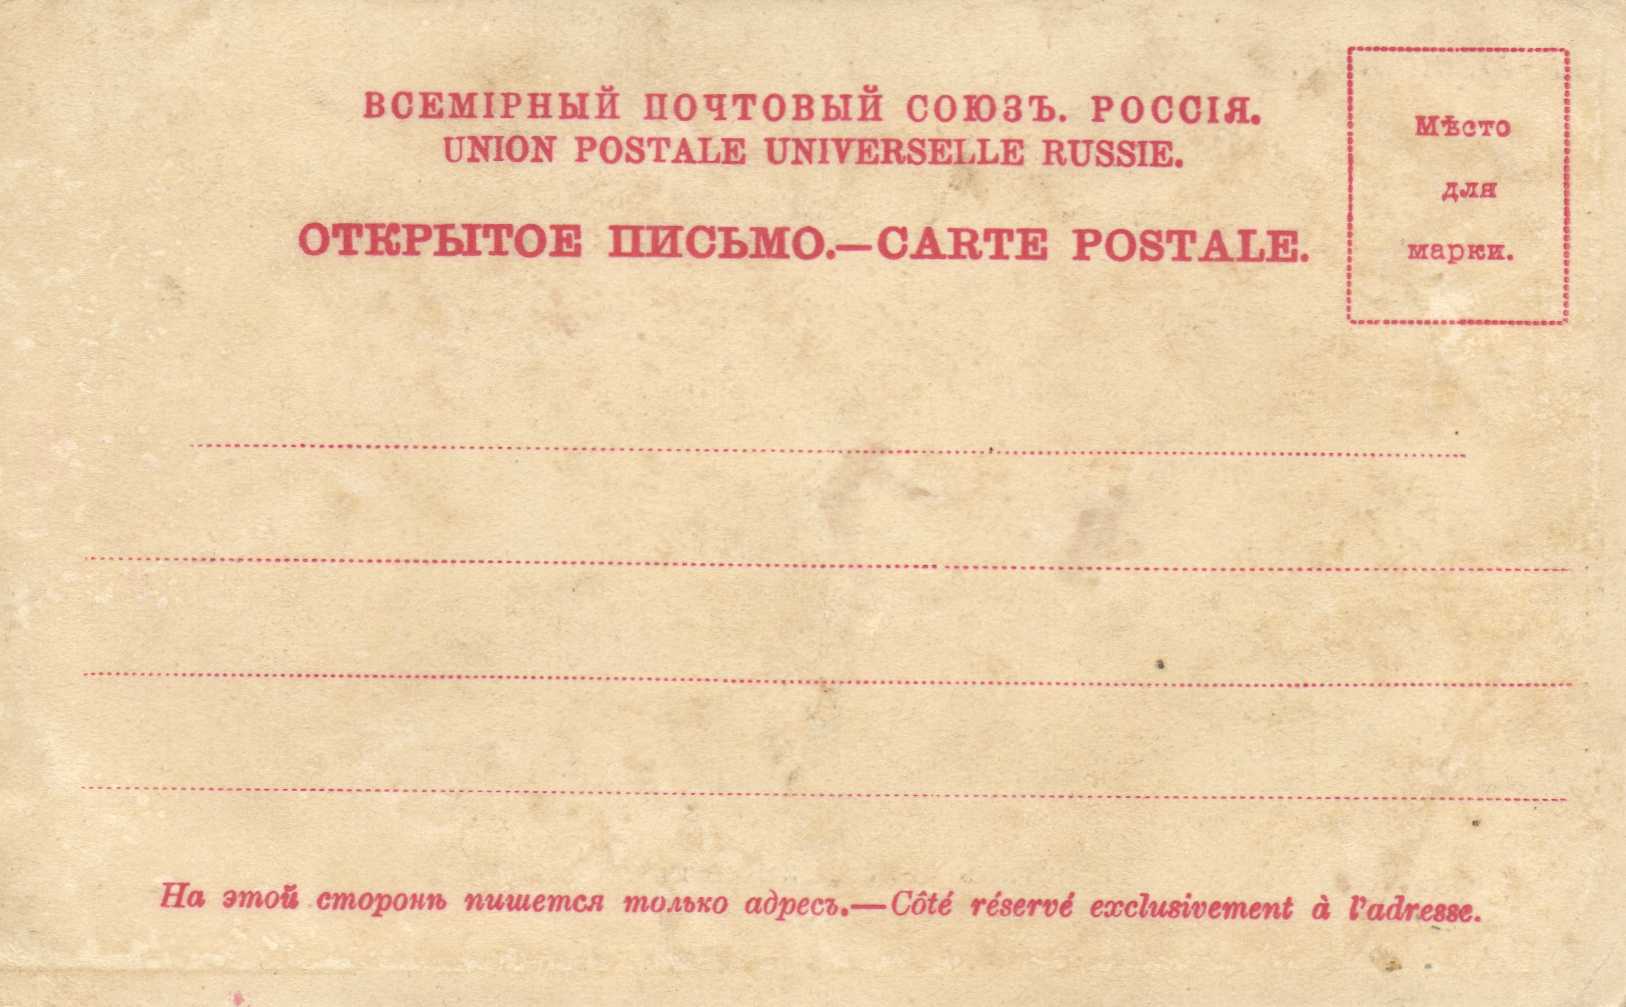 ВСЕМІРНЫЙ ПОЧТОВЫЙ СОЮЗЪ. РОССІЯ.
UNION POSTALE UNIVERSELLE RUSSIE.
ОТКРЫТОЕ ПИСЬМО.—CARTE POSTALE.
Мѣсто
для
марки.
На этой сторонѣ пишется только адресъ.—Côté réservé exclusivement à l'adresse.